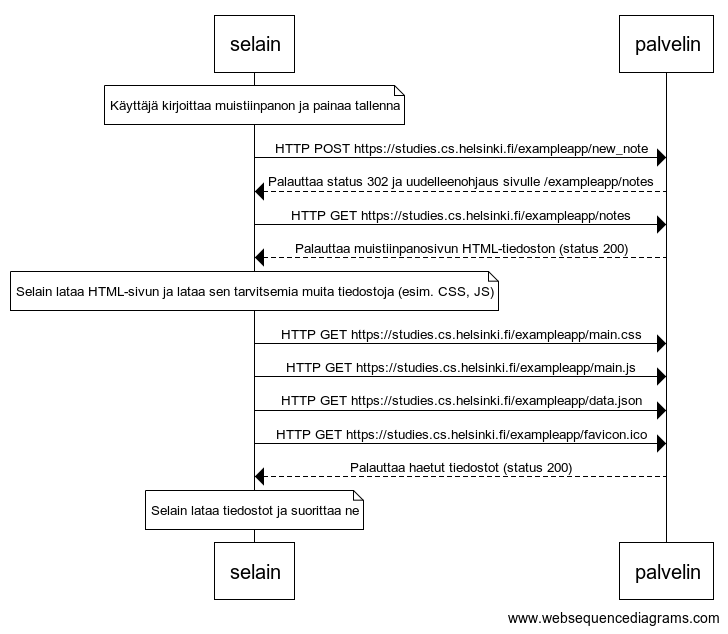 selain palvelin
Käyttäjä kirjoittaa muistiinpanon ja painaa tallenna
HTTP POST https://studies.cs.helsinki.fi/exampleapp/new_note
Palauttaa status 302 ja uudelleenohjaus sivulle /exampleapp/notes
HTTP GET https://studies.cs.helsinki.fi/exampleapp/notes
Palauttaa muistiinpanosivun HTML-tiedoston (status 200)
Selain lataa HTML-sivun ja lataa sen tarvitsemia muita tiedostoja (esim. CSS, JS)
HTTP GET https://studies.cs.helsinki.fi/exampleapp/main.css
HTTP GET https://studies.cs.helsinki.fi/exampleapp/main.js
HTTP GET https://studies.cs.helsinki.fi/exampleapp/data.json
HTTP GET https://studies.cs.helsinki.fi/exampleapp/favicon.ico
Palauttaa haetut tiedostot (status 200)
Selain lataa tiedostot ja suorittaa ne
selain palvelin
www.websequencediagrams.com